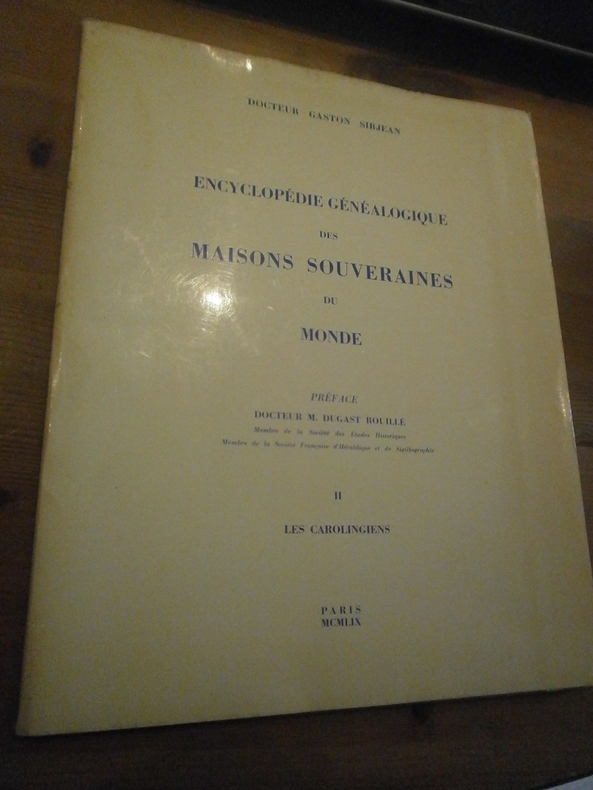 DOCTEUR GASTON SIRJEAN
ENCYCLOPÉDIE GÉNÉALOGIQUE
DES
MAISONS SOUVERAINES
DU
MONDE
PRÉFACE
DOCTEUR M. DUGAST ROUILLÉ
Membre de la Société des Etudes Historiques
Membre de la Société Française d'Héraldique et de Sigillographie
II
LES CAROLINGIENS
PARIS
MCMLIX